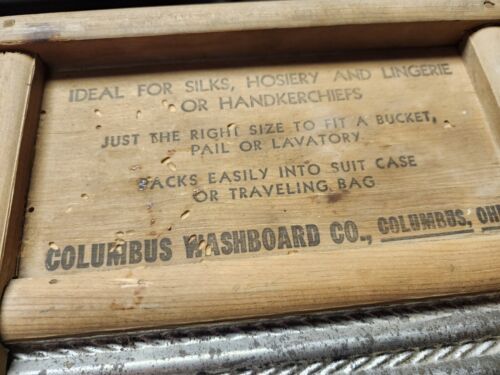 IDEAL FOR SILKS, HOSIERY AND LINGERIE
OR HANDKERCHIEFS
JUST THE RIGHT SIZE TO FIT A BUCKET,
PAIL OR LAVATORY.
PACKS EASILY INTO SUIT CASE
OR TRAVELING BAG
COLUMBUS WASHBOARD CO., COLUMBUS, OHI